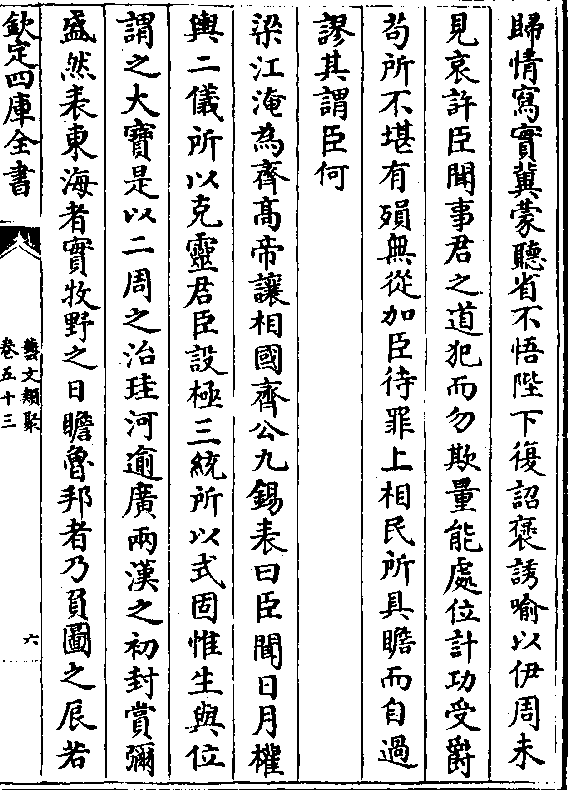 歸情寫實冀蒙聽省不悟陛下復詔褒誘喻以伊周未
見哀許臣聞事君之道犯而勿欺量能處位計功受爵
苟所不堪有殞無從加臣待罪上相民所具瞻而自過
謬其謂臣何
梁江淹為齊髙帝讓相國齊公九錫表曰臣聞日月㩲
輿二儀所以克靈君臣設極三統所以式固惟生與位
謂之大寶是以二周之治珪河逾廣兩漢之初封賞彌
盛然表東海者實牧野之日瞻魯邦者乃負圖之辰若
欽定四庫全書
藝文類聚
卷五十三
六